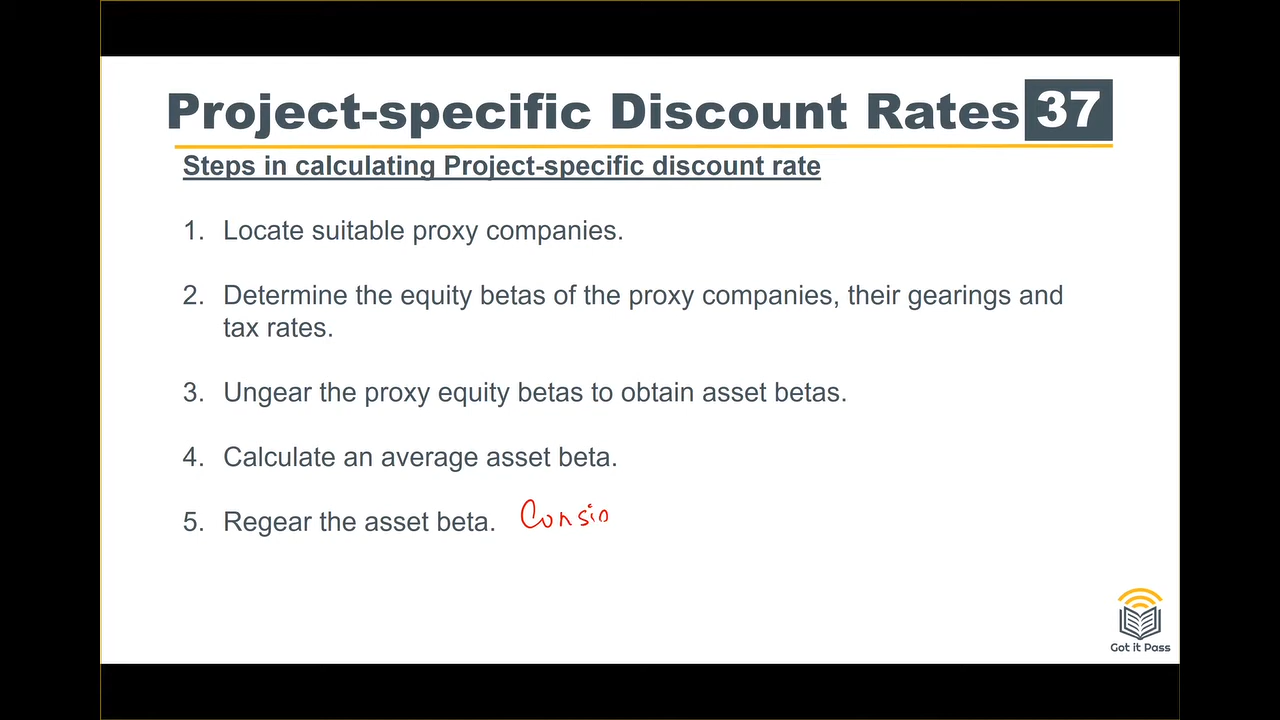 Project-specific Discount Rates 37
Steps in calculating Project-specific discount rate
1. Locate suitable proxy companies.
2. Determine the equity betas of the proxy companies, their gearings and
tax rates.
3. Ungear the proxy equity betas to obtain asset betas.
4. Calculate an average asset beta.
5. Regear the asset beta.
Got it Pass